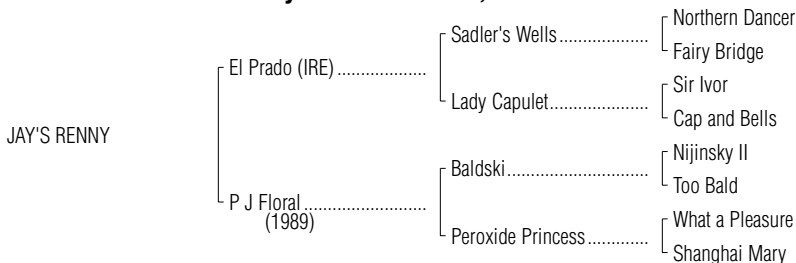 Northern Dancer
Sadler's Wells....................
Fairy Bridge
El Prado (IRE) ....................
Sir Ivor
Lady Capulet......................
Cap and Bells
JAY'S RENNY
Nijinsky II
Baldski...............................
Too Bald
P J Floral ...........................
(1989)
What a Pleasure
Peroxide Princess..............
Shanghai Mary